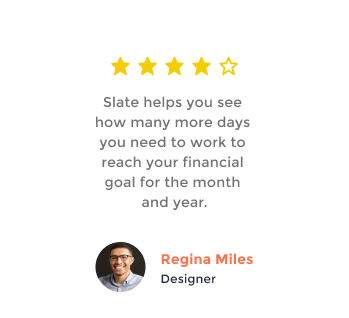 Slate helps you see
how many more days
you need to work to
reach your financial
goal for the month
and year.
Regina Miles
Designer